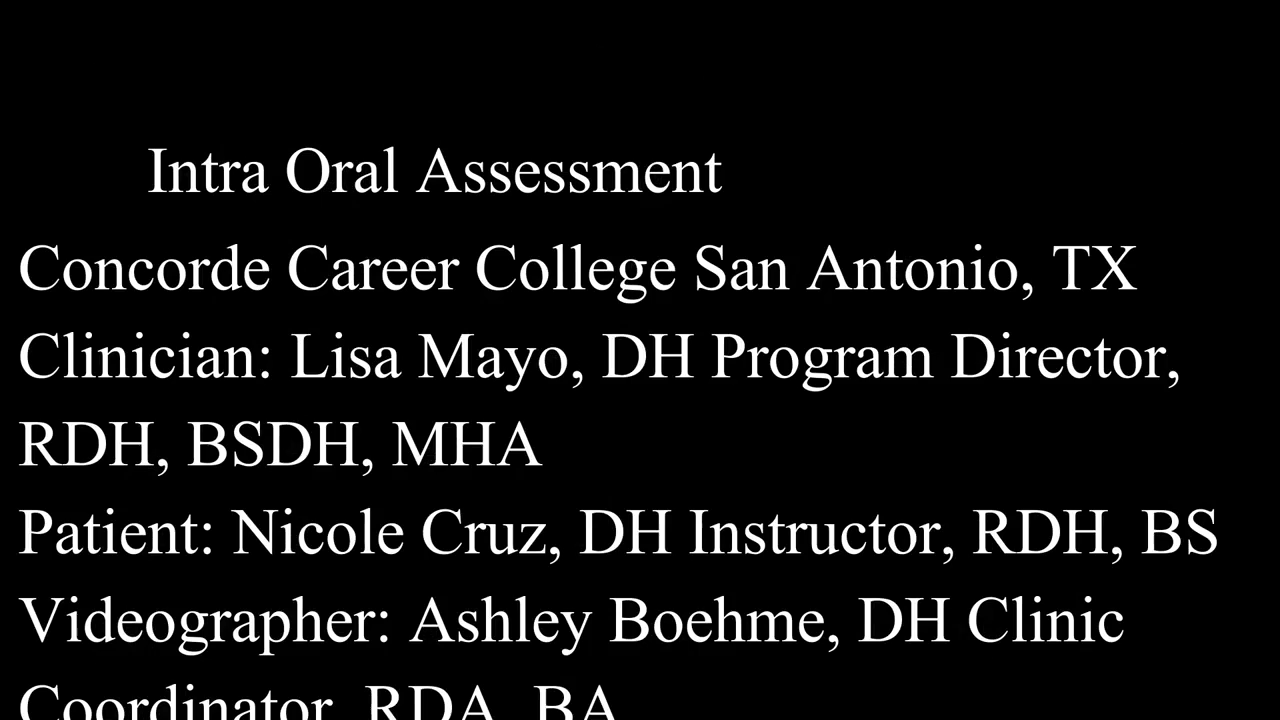 Intra Oral Assessment
Concorde Career College San Antonio, TX
Clinician: Lisa Mayo, DH Program Director,
RDH, BSDH, MHA
Patient: Nicole Cruz, DH Instructor, RDH, BS
Videographer: Ashley Boehme, DH Clinic
Coordinator, RDA, BA